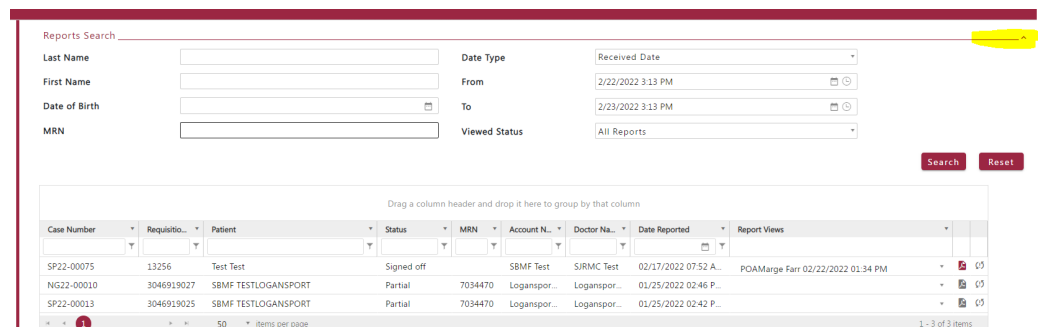 Reports Search
Last Name Date Type Received Date
First Name From 2/22/2022 3:13 PM
Date of Birth To 2/23/2022 3:13 PM
MRN Viewed Status All Reports
Search Reset
Drag a column header and drop it here to group by that column
Case Number Requisitio... Patient Status MRN Account N... Doctor Na... Date Reported Report Views
SP22-00075 13256 Test Test Signed off SBMF Test SJRMC Test 02/17/2022 07:52 A... POAMarge Farr 02/22/2022 01:34 PM
NG22-00010 3046919027 SBMF TESTLOGANSPORT Partial 7034470 Loganspor... Loganspor... 01/25/2022 02:46 P...
SP22-00013 3046919025 SBMF TESTLOGANSPORT Partial 7034470 Loganspor... Loganspor... 01/25/2022 02:42 P...
1 50 items per page 1 - 3 of 3 items